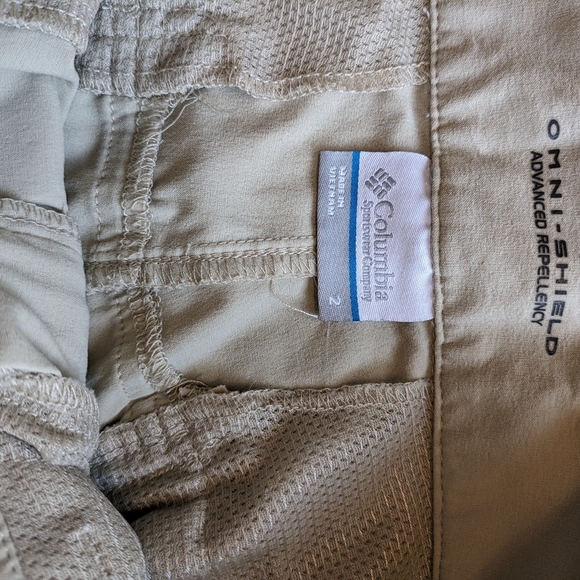 Columbia
Sportswear Company
MADE IN
VIETNAM
2
OMNI-SHIELD
ADVANCED REPELLENCY